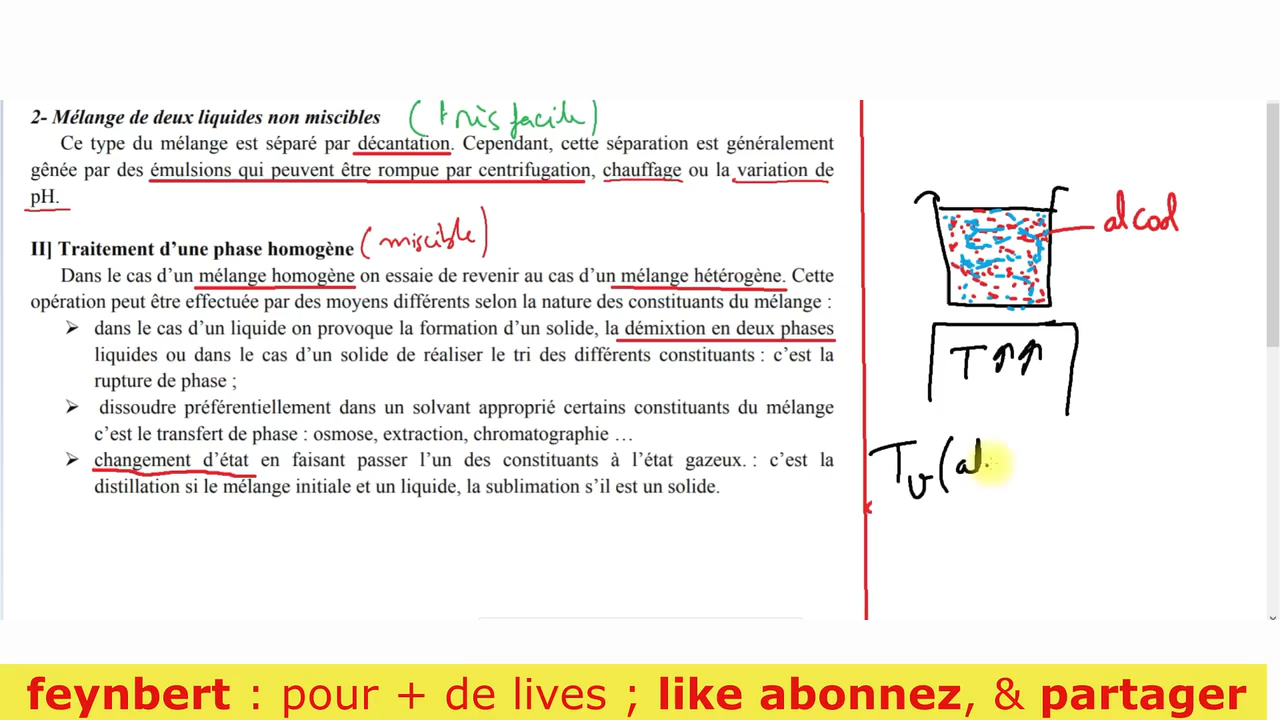 2- Mélange de deux liquides non miscibles (très facile)
Ce type du mélange est séparé par décantation. Cependant, cette séparation est généralement
gênée par des émulsions qui peuvent être rompue par centrifugation, chauffage ou la variation de
pH.
II] Traitement d'une phase homogène (miscible)
Dans le cas d'un mélange homogène on essaie de revenir au cas d'un mélange hétérogène. Cette
opération peut être effectuée par des moyens différents selon la nature des constituants du mélange :
➢ dans le cas d'un liquide on provoque la formation d'un solide, la démixtion en deux phases
liquides ou dans le cas d'un solide de réaliser le tri des différents constituants : c'est la
rupture de phase ;
➢ dissoudre préférentiellement dans un solvant approprié certains constituants du mélange
c'est le transfert de phase : osmose, extraction, chromatographie …
➢ changement d'état en faisant passer l'un des constituants à l'état gazeux. : c'est la
distillation si le mélange initiale et un liquide, la sublimation s'il est un solide.
alcool
T↑↑
Tv(al.
feynbert : pour + de lives ; like abonnez, & partager